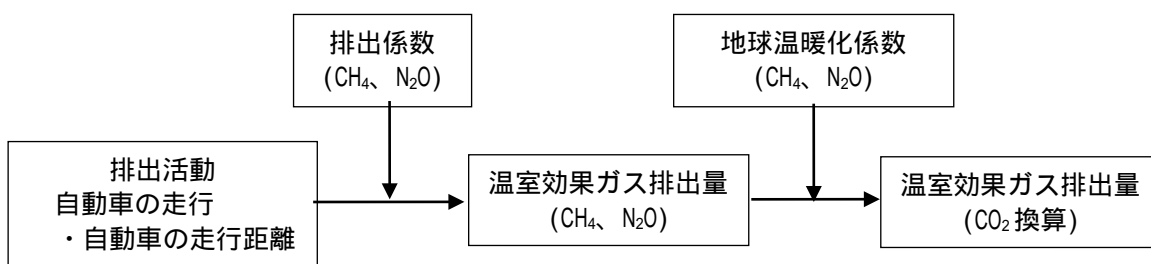 排出係数
(CH₄、N₂O)
地球温暖化係数
(CH₄、N₂O)
排出活動
自動車の走行
・自動車の走行距離
温室効果ガス排出量
(CH₄、N₂O)
温室効果ガス排出量
(CO₂換算)